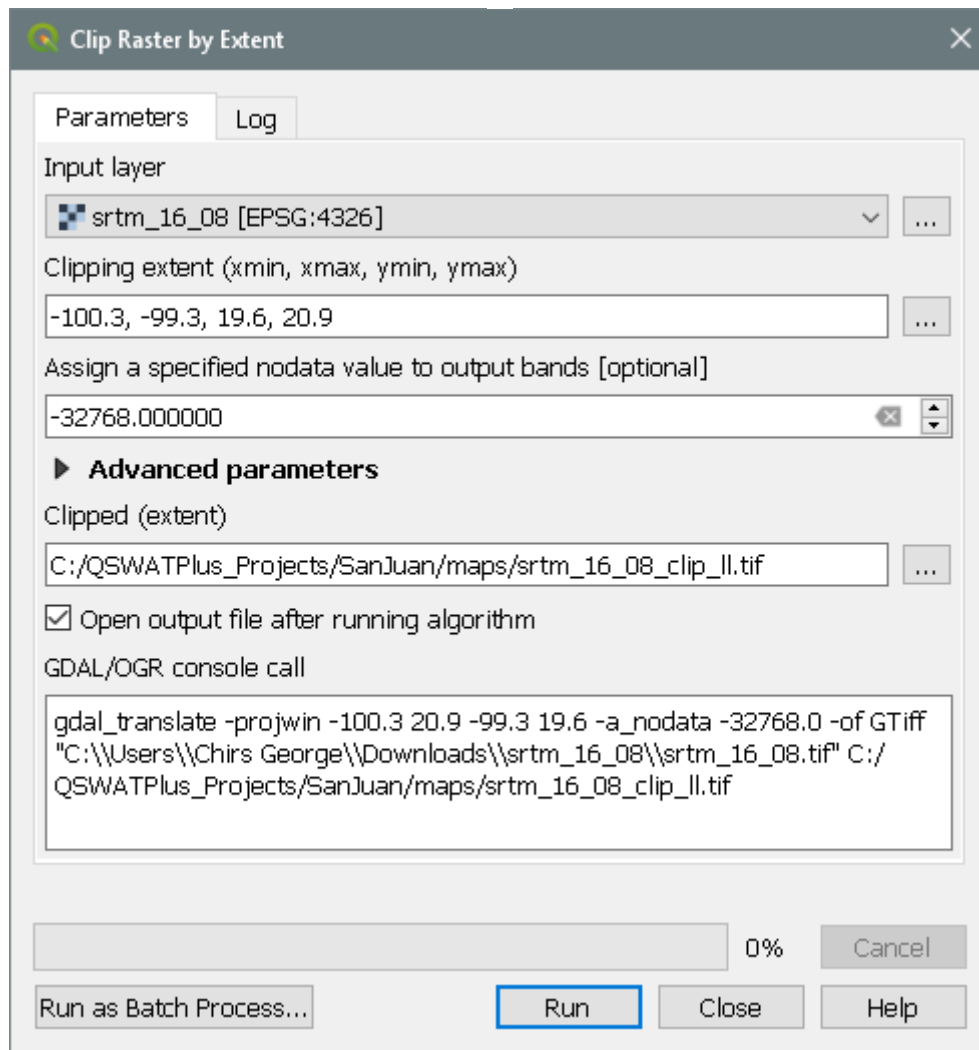 Clip Raster by Extent
Parameters
Log
Input layer
srtm_16_08 [EPSG:4326]
...
Clipping extent (xmin, xmax, ymin, ymax)
-100.3, -99.3, 19.6, 20.9
...
Assign a specified nodata value to output bands [optional]
-32768.000000
Advanced parameters
Clipped (extent)
C:/QSWATPlus_Projects/SanJuan/maps/srtm_16_08_clip_ll.tif
...
Open output file after running algorithm
GDAL/OGR console call
gdal_translate -projwin -100.3 20.9 -99.3 19.6 -a_nodata -32768.0 -of GTiff
"C:\\Users\\Chirs George\\Downloads\\srtm_16_08\\srtm_16_08.tif" C:/
QSWATPlus_Projects/SanJuan/maps/srtm_16_08_clip_ll.tif
0%
Cancel
Run as Batch Process...
Run
Close
Help